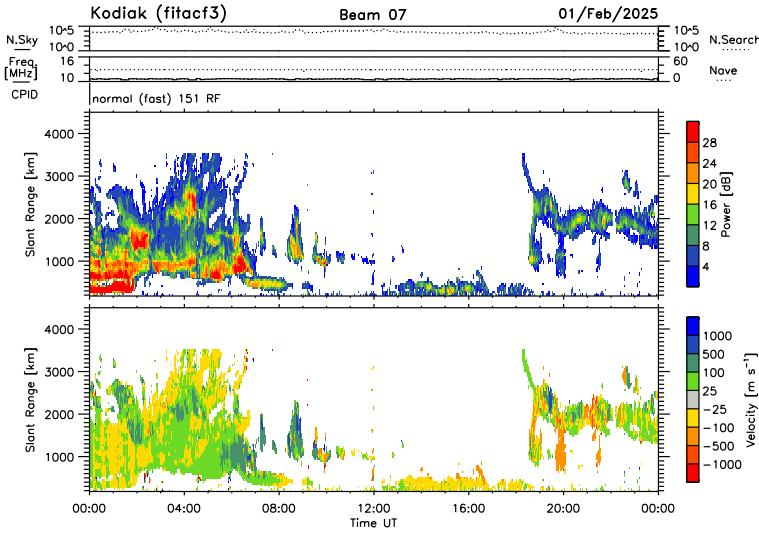 Kodiak (fitacf3) Beam 07 01/Feb/2025
N.Sky 10^5 10^0 10^5 10^0 N.Search
Freq. [MHz] 16 10 60 0 Nave
CPID normal (fast) 151 RF
Slant Range [km] 4000 3000 2000 1000
Power [dB] 28 24 20 16 12 8 4
Slant Range [km] 4000 3000 2000 1000
Velocity [m s⁻¹] 1000 500 100 25 −25 −100 −500 −1000
00:00 04:00 08:00 12:00 16:00 20:00 00:00
Time UT